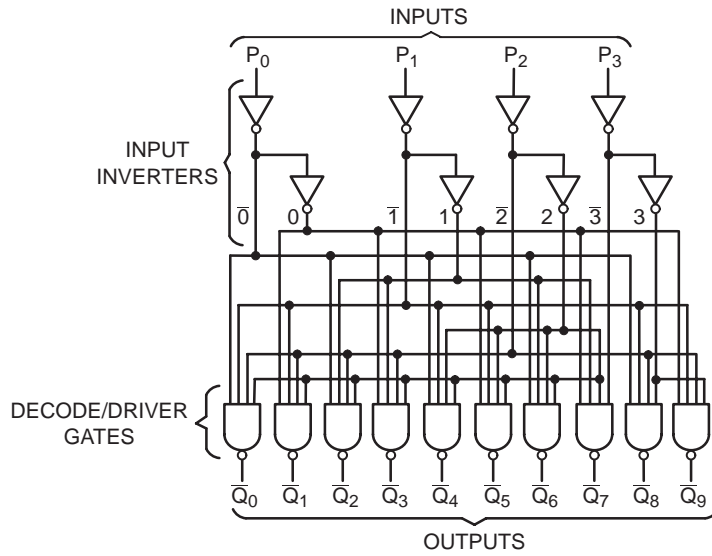 INPUTS
P0 P1 P2 P3
INPUT
INVERTERS
0̅ 0 1̅ 1 2̅ 2 3̅ 3
DECODE/DRIVER
GATES
Q̅0 Q̅1 Q̅2 Q̅3 Q̅4 Q̅5 Q̅6 Q̅7 Q̅8 Q̅9
OUTPUTS